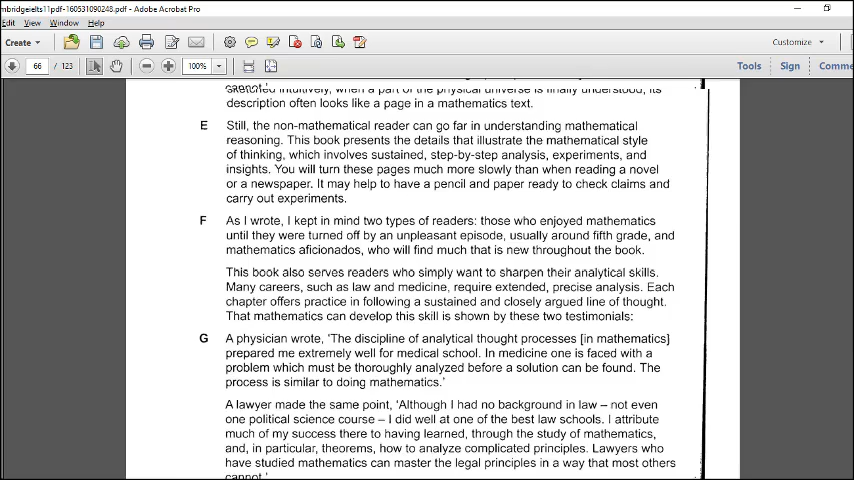 mbridgeielts11pdf-160531090248.pdf - Adobe Acrobat Pro
Edit View Window Help
Create Customize
66 / 123 100% Tools Sign Comme
cannot.'
intuitively, when a part of the physical universe is finally understood, its
description often looks like a page in a mathematics text.
E Still, the non-mathematical reader can go far in understanding mathematical
reasoning. This book presents the details that illustrate the mathematical style
of thinking, which involves sustained, step-by-step analysis, experiments, and
insights. You will turn these pages much more slowly than when reading a novel
or a newspaper. It may help to have a pencil and paper ready to check claims and
carry out experiments.
F As I wrote, I kept in mind two types of readers: those who enjoyed mathematics
until they were turned off by an unpleasant episode, usually around fifth grade, and
mathematics aficionados, who will find much that is new throughout the book.
This book also serves readers who simply want to sharpen their analytical skills.
Many careers, such as law and medicine, require extended, precise analysis. Each
chapter offers practice in following a sustained and closely argued line of thought.
That mathematics can develop this skill is shown by these two testimonials:
G A physician wrote, 'The discipline of analytical thought processes [in mathematics]
prepared me extremely well for medical school. In medicine one is faced with a
problem which must be thoroughly analyzed before a solution can be found. The
process is similar to doing mathematics.'
A lawyer made the same point, 'Although I had no background in law – not even
one political science course – I did well at one of the best law schools. I attribute
much of my success there to having learned, through the study of mathematics,
and, in particular, theorems, how to analyze complicated principles. Lawyers who
have studied mathematics can master the legal principles in a way that most others
cannot.'